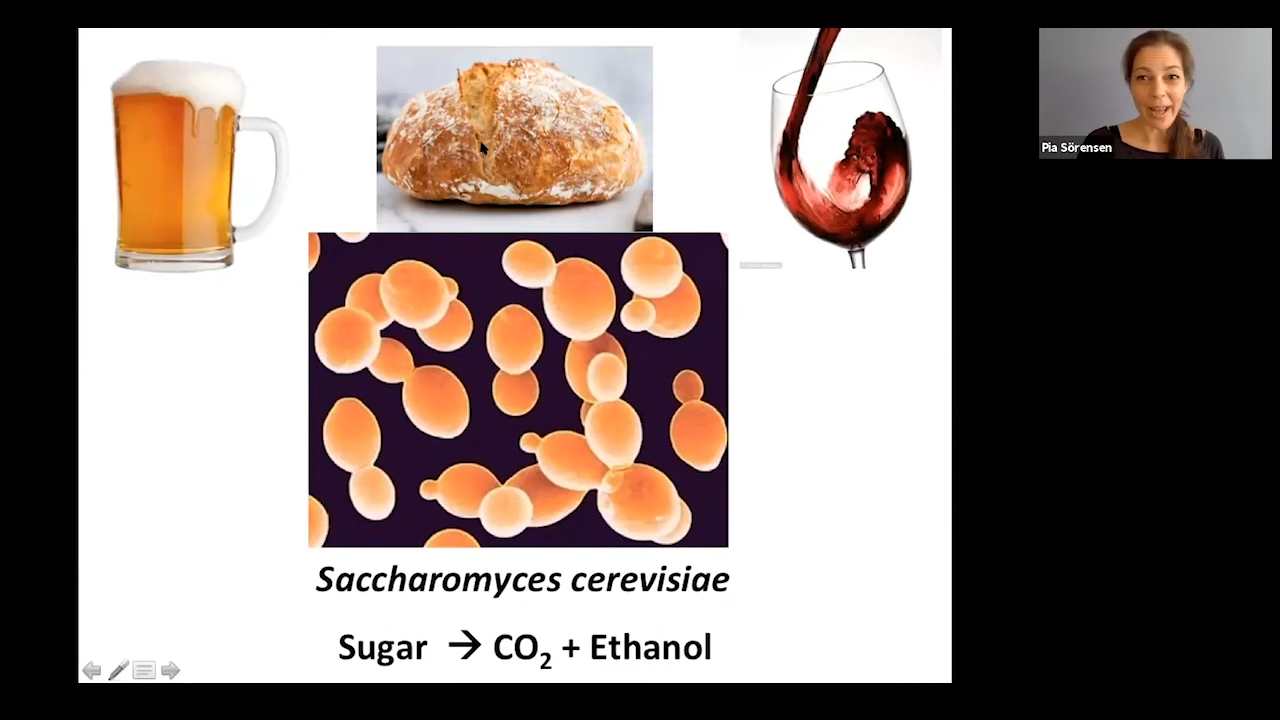 Pia Sörensen
Saccharomyces cerevisiae
Sugar → CO₂ + Ethanol